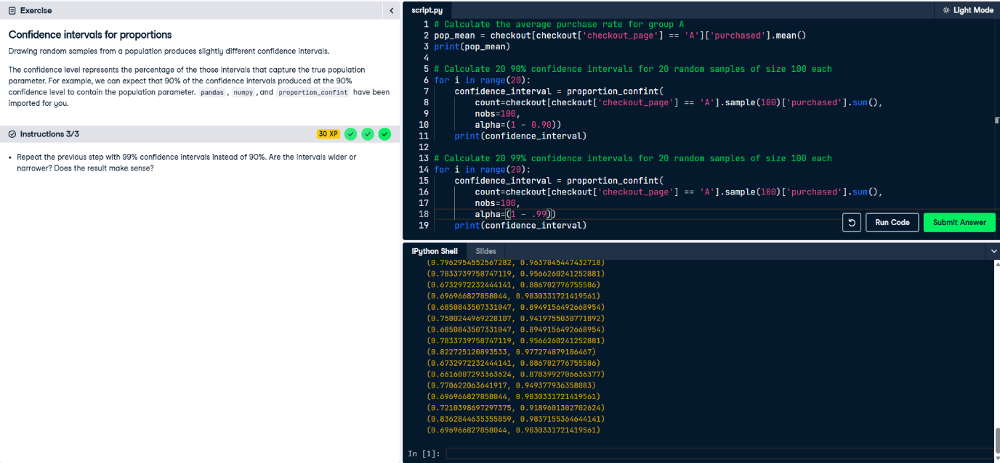 Exercise
Confidence intervals for proportions
Drawing random samples from a population produces slightly different confidence intervals.
The confidence level represents the percentage of the those intervals that capture the true population
parameter. For example, we can expect that 90% of the confidence intervals produced at the 90%
confidence level to contain the population parameter. pandas , numpy ,and proportion_confint have been
imported for you.
Instructions 3/3
30 XP
• Repeat the previous step with 99% confidence intervals instead of 90%. Are the intervals wider or
narrower? Does the result make sense?
script.py
Light Mode
1 # Calculate the average purchase rate for group A
2 pop_mean = checkout[checkout['checkout_page'] == 'A']['purchased'].mean()
3 print(pop_mean)
4
5 # Calculate 20 90% confidence intervals for 20 random samples of size 100 each
6 for i in range(20):
7 confidence_interval = proportion_confint(
8 count=checkout[checkout['checkout_page'] == 'A'].sample(100)['purchased'].sum(),
9 nobs=100,
10 alpha=(1 - 0.90))
11 print(confidence_interval)
12
13 # Calculate 20 99% confidence intervals for 20 random samples of size 100 each
14 for i in range(20):
15 confidence_interval = proportion_confint(
16 count=checkout[checkout['checkout_page'] == 'A'].sample(100)['purchased'].sum(),
17 nobs=100,
18 alpha=(1 - .99))
19 print(confidence_interval)
Run Code
Submit Answer
IPython Shell
Slides
(0.7962954552567282, 0.9637045447432718)
(0.7833739758747119, 0.9566260241252881)
(0.6732972232444141, 0.886702776755586)
(0.696966827858044, 0.9030331721419561)
(0.6850843507331047, 0.8949156492668954)
(0.7580244969228107, 0.9419755030771892)
(0.6850843507331047, 0.8949156492668954)
(0.7833739758747119, 0.9566260241252881)
(0.822725120893533, 0.977274879106467)
(0.6732972232444141, 0.886702776755586)
(0.6616007293363624, 0.8783992706636377)
(0.770622063641917, 0.949377936358083)
(0.696966827858044, 0.9030331721419561)
(0.7210398697297375, 0.9189601302702624)
(0.8362844635355859, 0.9837155364644141)
(0.696966827858044, 0.9030331721419561)
In [1]: